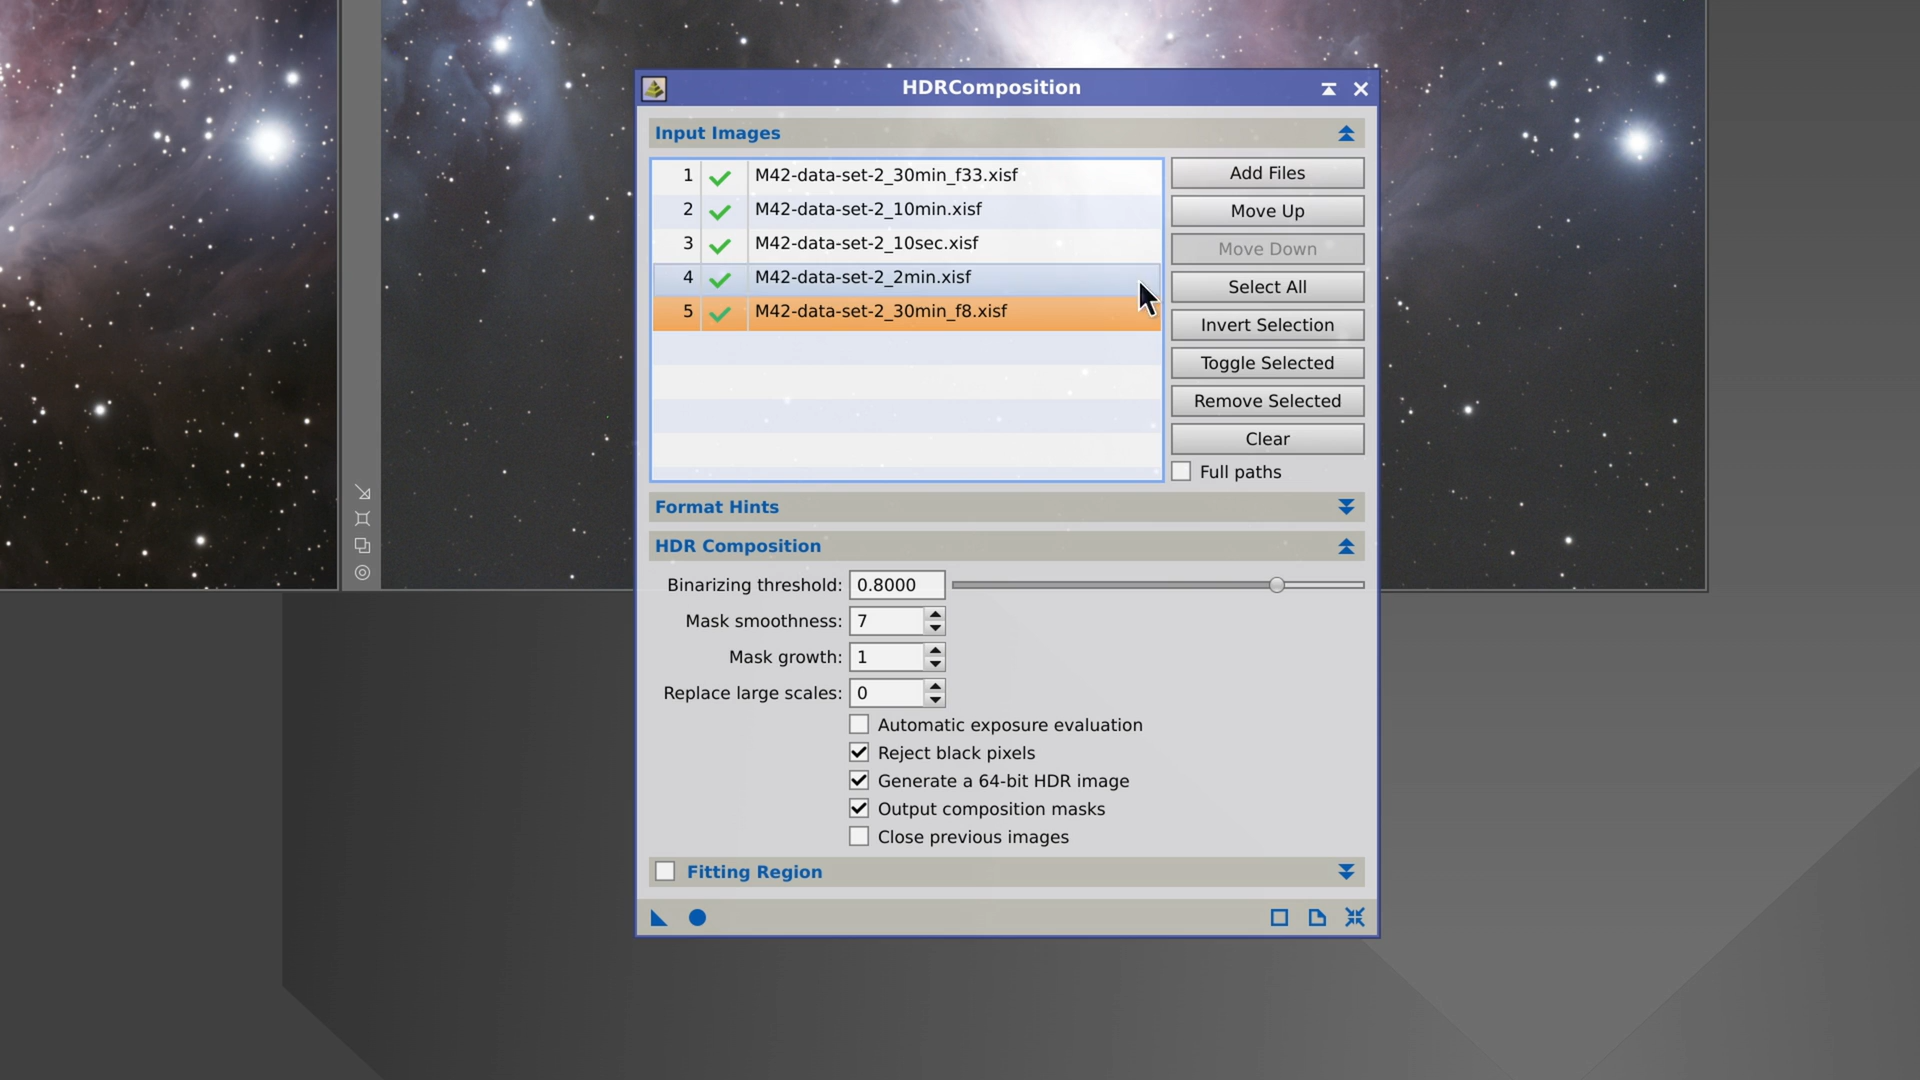 HDRComposition
Input Images
1 M42-data-set-2_30min_f33.xisf
2 M42-data-set-2_10min.xisf
3 M42-data-set-2_10sec.xisf
4 M42-data-set-2_2min.xisf
5 M42-data-set-2_30min_f8.xisf
Add Files
Move Up
Move Down
Select All
Invert Selection
Toggle Selected
Remove Selected
Clear
Full paths
Format Hints
HDR Composition
Binarizing threshold: 0.8000
Mask smoothness: 7
Mask growth: 1
Replace large scales: 0
Automatic exposure evaluation
Reject black pixels
Generate a 64-bit HDR image
Output composition masks
Close previous images
Fitting Region